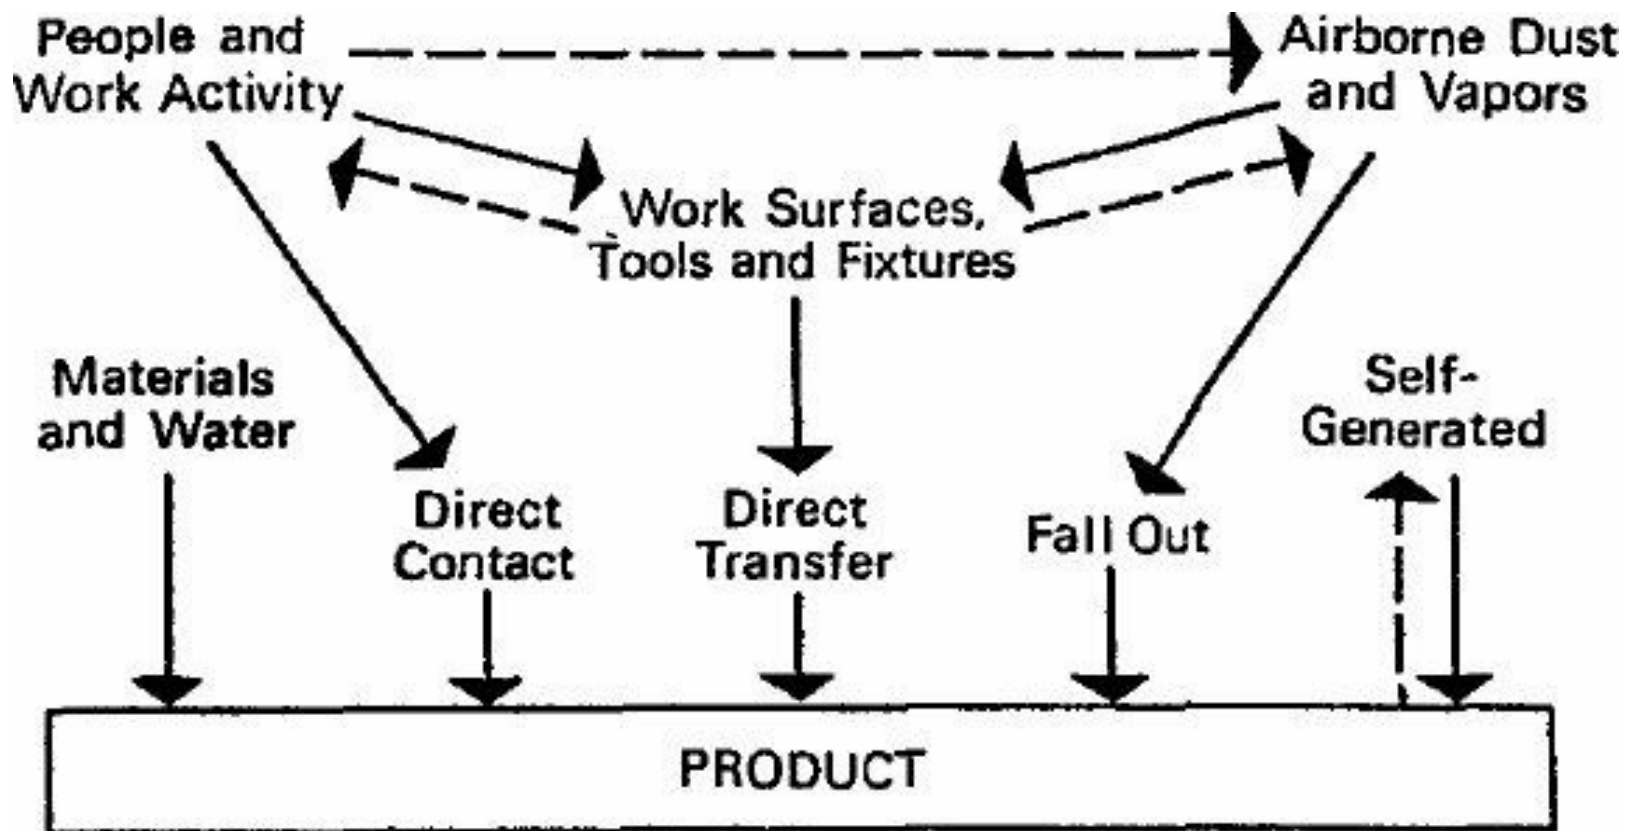 People and
Work Activity
Airborne Dust
and Vapors
Work Surfaces,
Tools and Fixtures
Materials
and Water
Self-
Generated
Direct
Contact
Direct
Transfer
Fall Out
PRODUCT